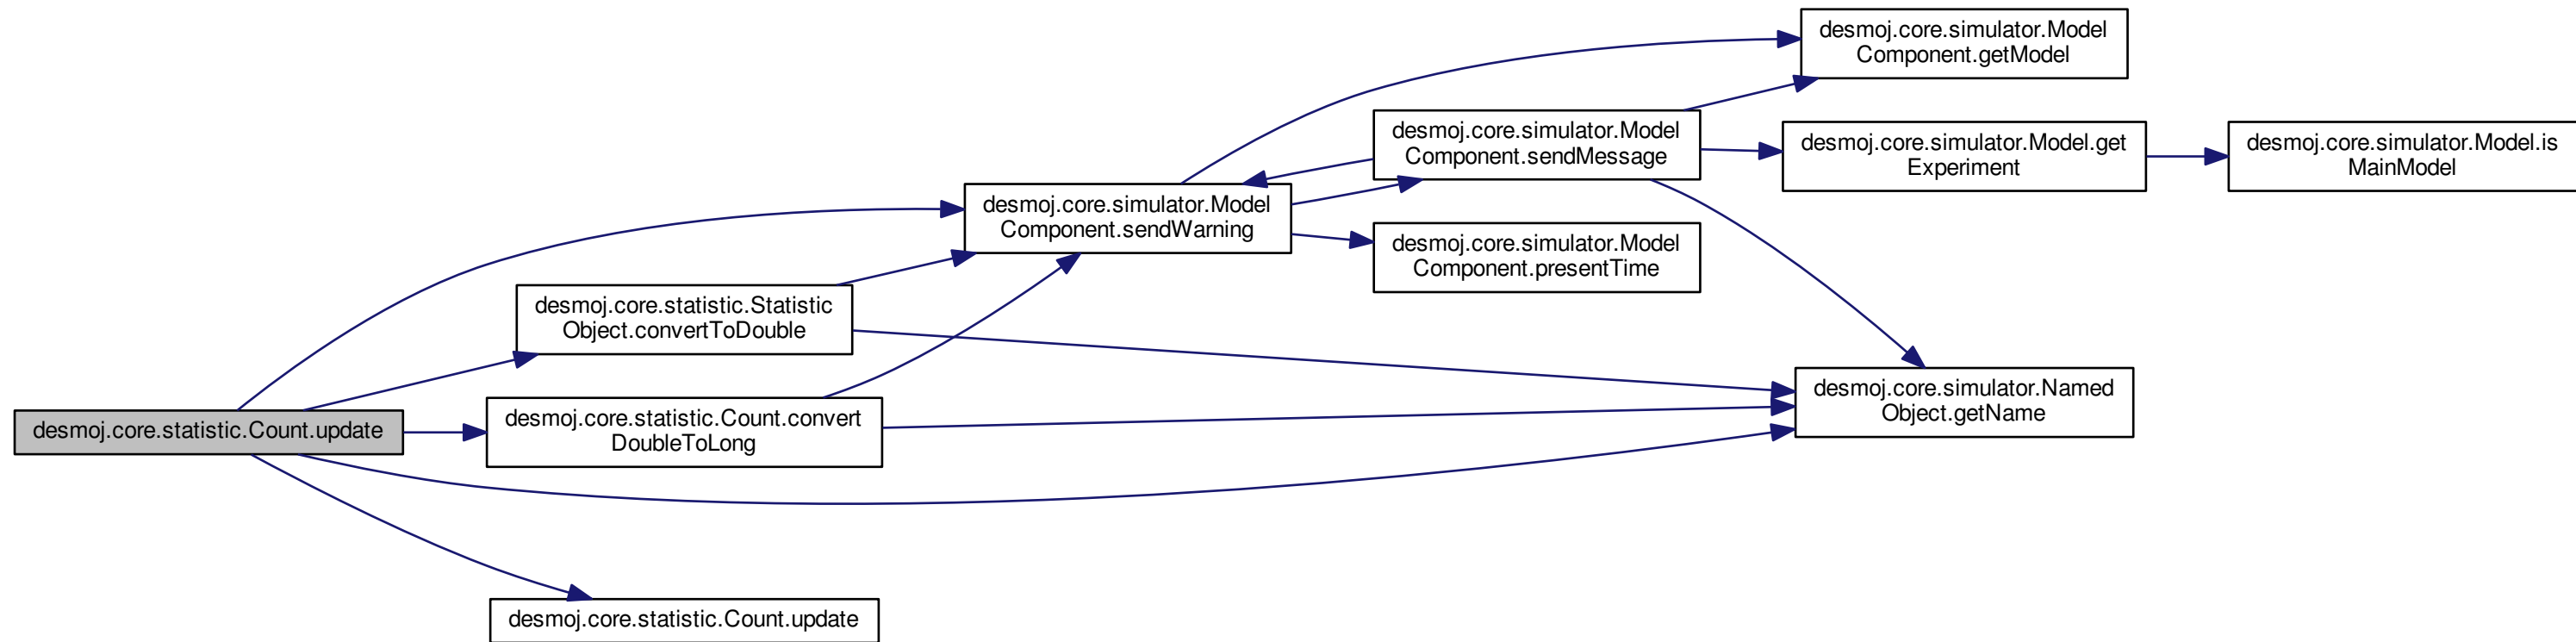 desmoj.core.statistic.Count.update
desmoj.core.statistic.Statistic
Object.convertToDouble
desmoj.core.statistic.Count.convert
DoubleToLong
desmoj.core.statistic.Count.update
desmoj.core.simulator.Model
Component.sendWarning
desmoj.core.simulator.Model
Component.sendMessage
desmoj.core.simulator.Model
Component.presentTime
desmoj.core.simulator.Model
Component.getModel
desmoj.core.simulator.Model.get
Experiment
desmoj.core.simulator.Named
Object.getName
desmoj.core.simulator.Model.is
MainModel